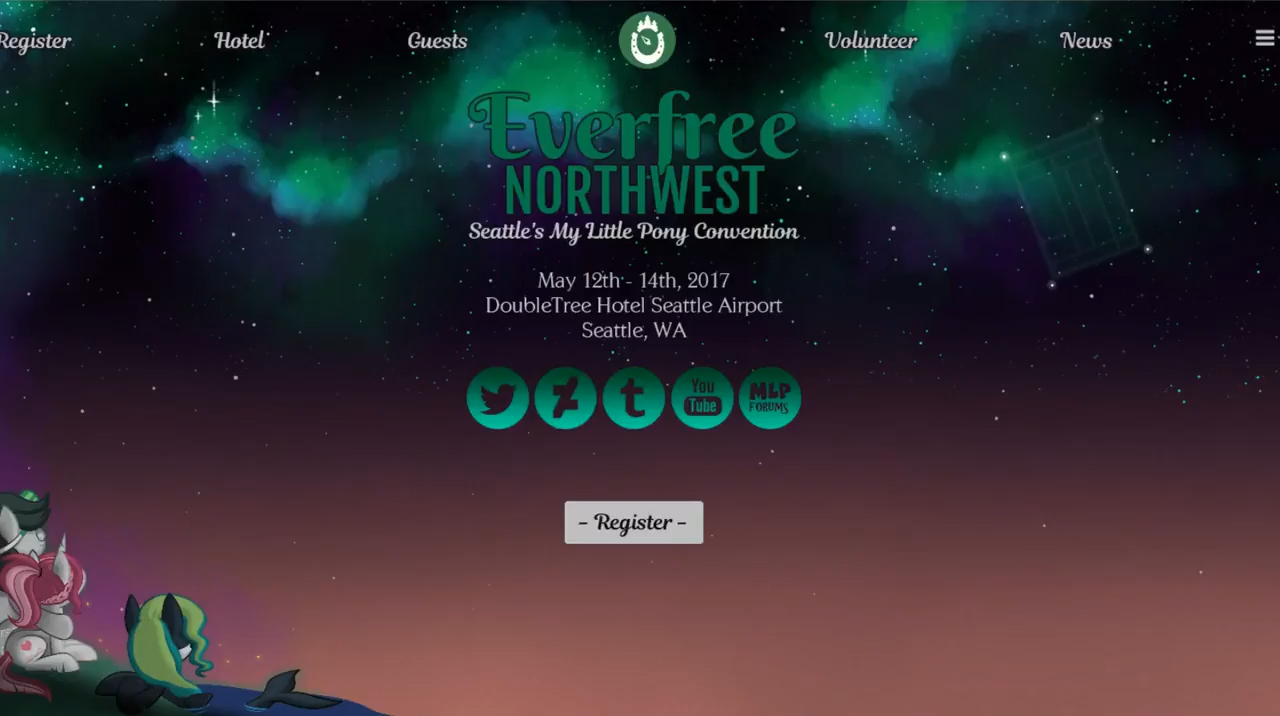 Register Hotel Guests Volunteer News
Everfree
NORTHWEST
Seattle's My Little Pony Convention
May 12th - 14th, 2017
DoubleTree Hotel Seattle Airport
Seattle, WA
t You Tube MLP FORUMS
- Register -